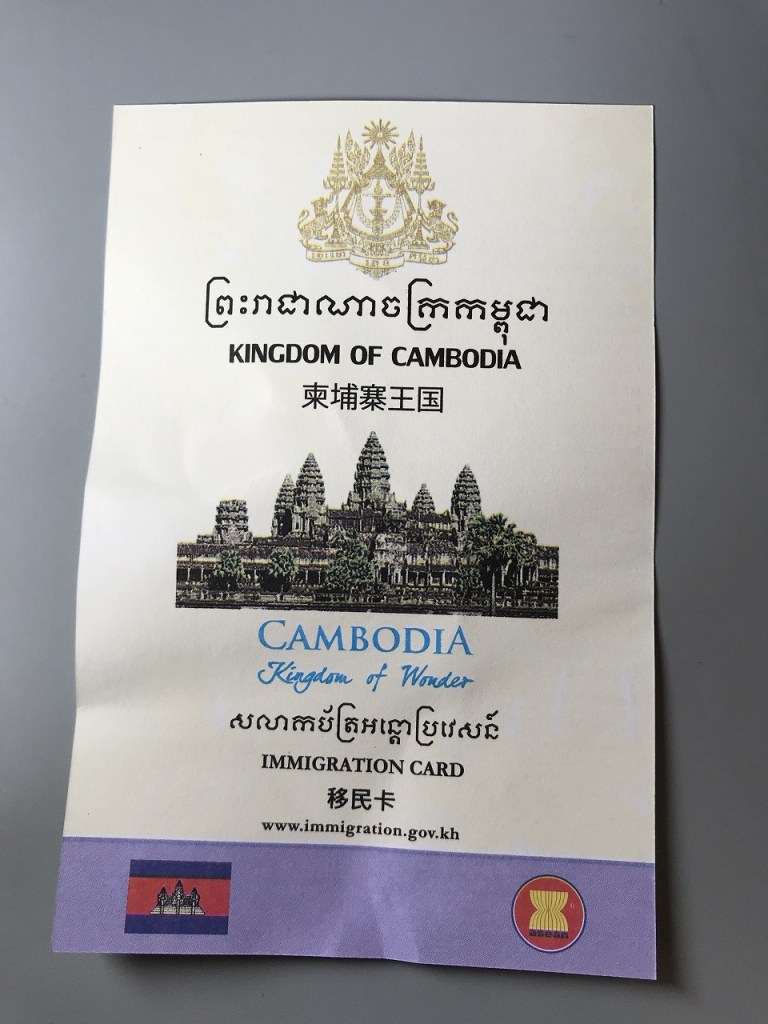 ព្រះរាជាណាចក្រកម្ពុជា
KINGDOM OF CAMBODIA
柬埔寨王国
CAMBODIA
Kingdom of Wonder
សលាកប័ត្រអន្តោប្រវេសន៍
IMMIGRATION CARD
移民卡
www.immigration.gov.kh
asean